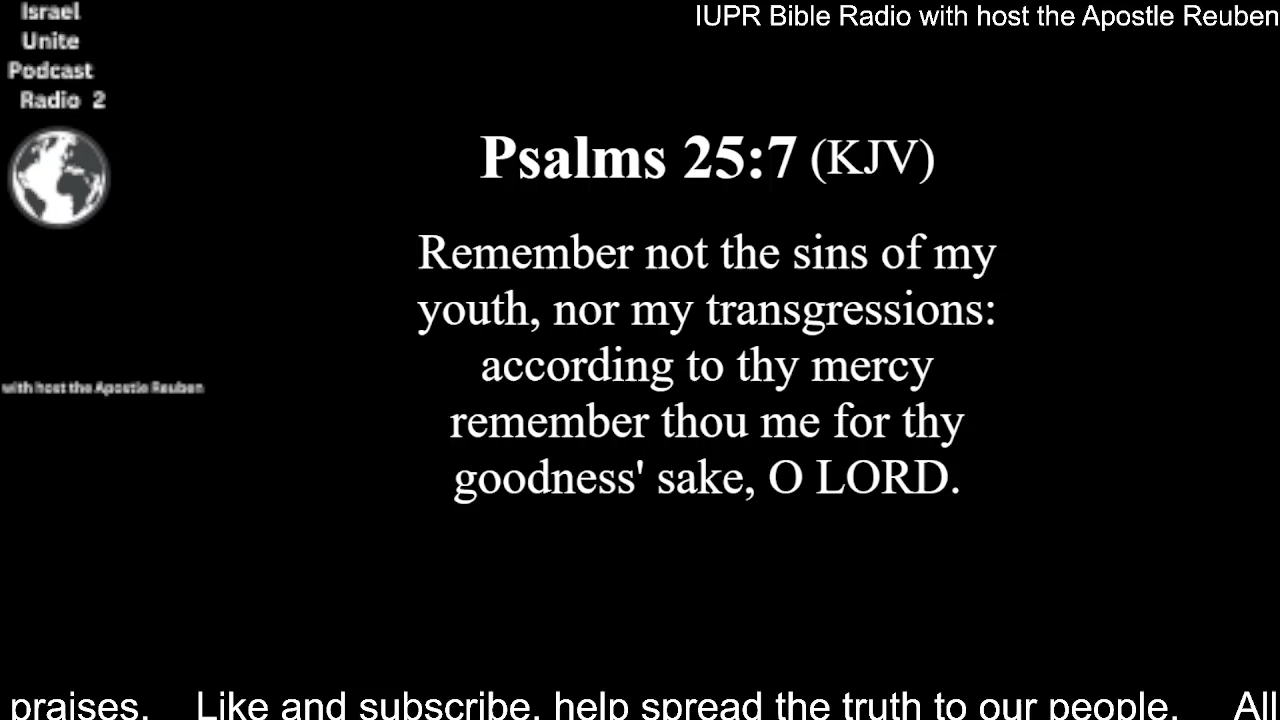 Israel
Unite
Podcast
Radio 2
IUPR Bible Radio with host the Apostle Reuben
Psalms 25:7 (KJV)
Remember not the sins of my
youth, nor my transgressions:
according to thy mercy
remember thou me for thy
goodness' sake, O LORD.
with host the Apostle Reuben
praises. Like and subscribe, help spread the truth to our people. All